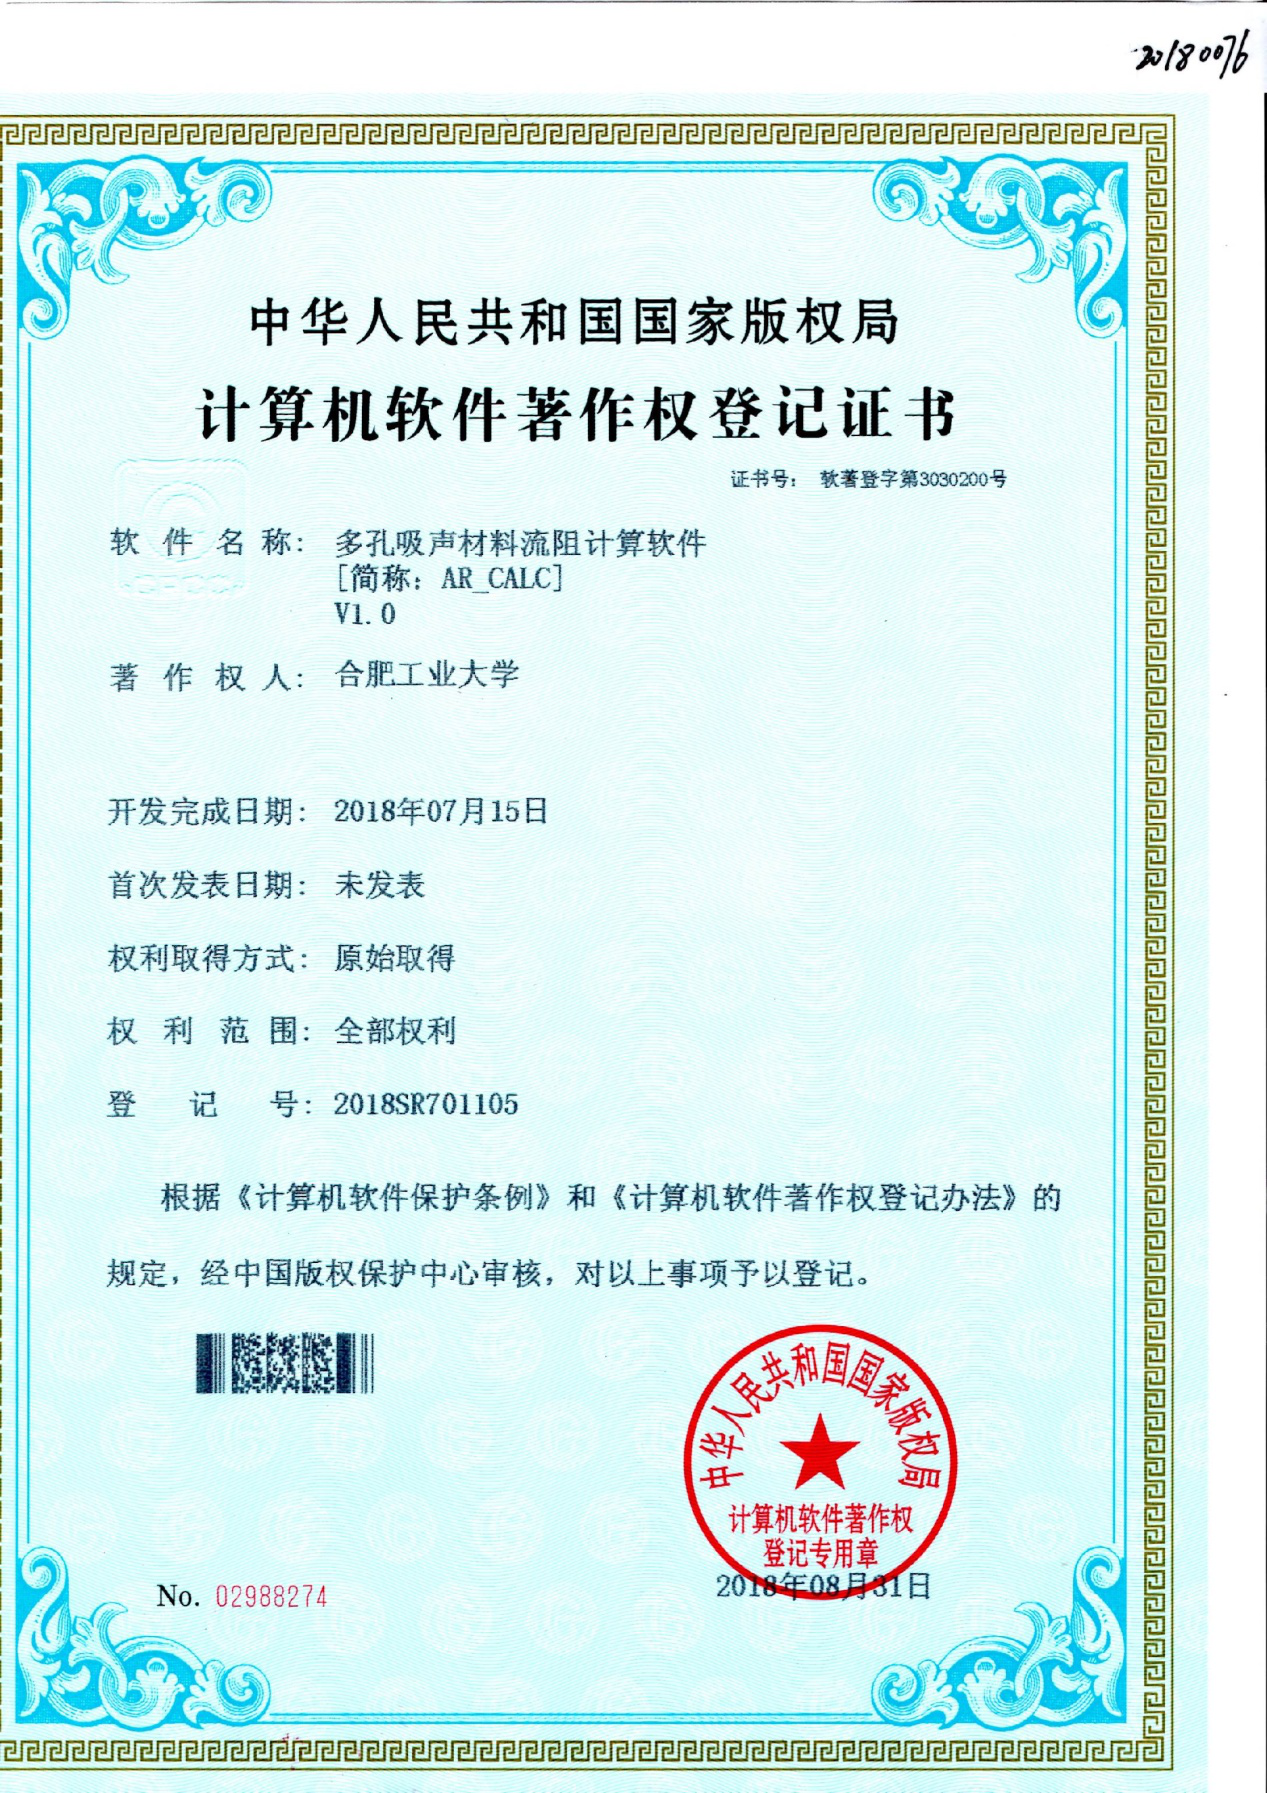 20180076
中华人民共和国国家版权局
计算机软件著作权登记证书
证书号： 软著登字第3030200号
软件名称： 多孔吸声材料流阻计算软件
[简称：AR_CALC]
V1.0
著作权人： 合肥工业大学
开发完成日期： 2018年07月15日
首次发表日期： 未发表
权利取得方式： 原始取得
权利范围： 全部权利
登记号： 2018SR701105
根据《计算机软件保护条例》和《计算机软件著作权登记办法》的
规定，经中国版权保护中心审核，对以上事项予以登记。
中华人民共和国国家版权局
计算机软件著作权
登记专用章
2018年08月31日
No. 02988274